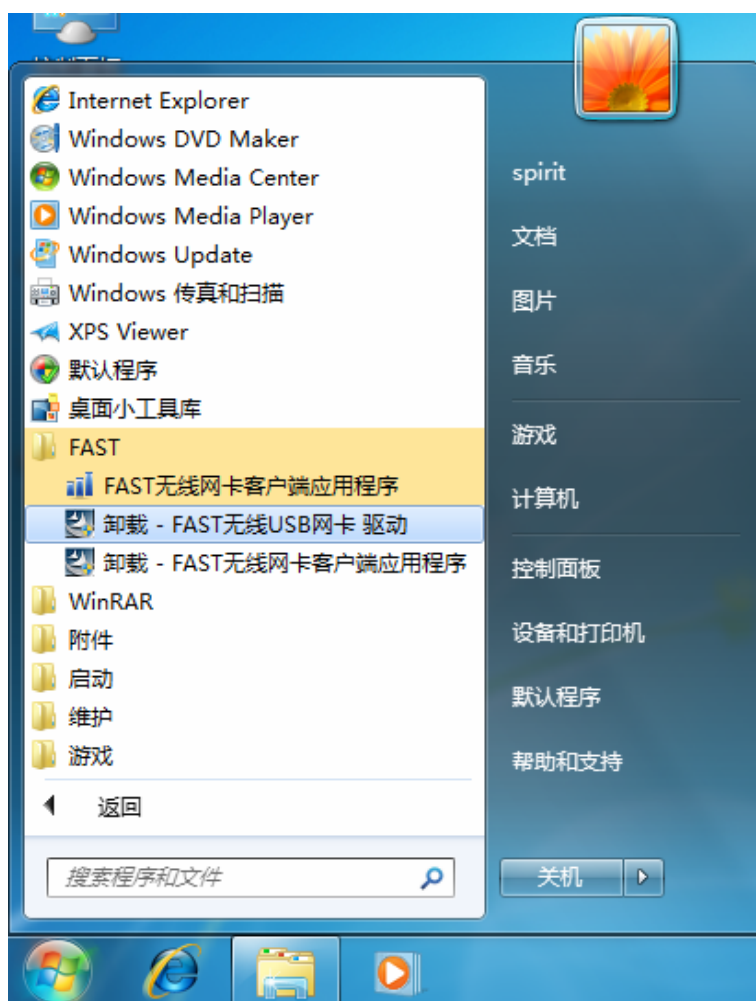 Internet Explorer
Windows DVD Maker
Windows Media Center
Windows Media Player
Windows Update
Windows 传真和扫描
XPS Viewer
默认程序
桌面小工具库
FAST
FAST无线网卡客户端应用程序
卸载 - FAST无线USB网卡 驱动
卸载 - FAST无线网卡客户端应用程序
WinRAR
附件
启动
维护
游戏
返回
搜索程序和文件
spirit
文档
图片
音乐
游戏
计算机
控制面板
设备和打印机
默认程序
帮助和支持
关机